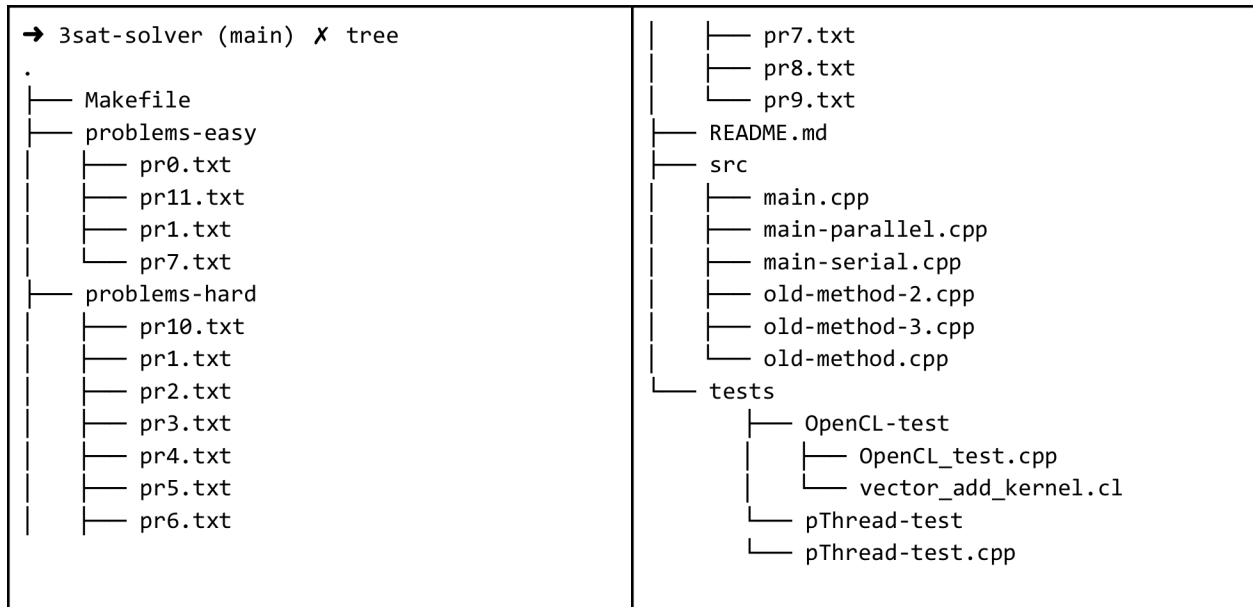 ➜ 3sat-solver (main) ✗ tree
.
├── Makefile
├── problems-easy
│   ├── pr0.txt
│   ├── pr11.txt
│   ├── pr1.txt
│   └── pr7.txt
├── problems-hard
│   ├── pr10.txt
│   ├── pr1.txt
│   ├── pr2.txt
│   ├── pr3.txt
│   ├── pr4.txt
│   ├── pr5.txt
│   ├── pr6.txt
│   ├── pr7.txt
│   ├── pr8.txt
│   └── pr9.txt
├── README.md
├── src
│   ├── main.cpp
│   ├── main-parallel.cpp
│   ├── main-serial.cpp
│   ├── old-method-2.cpp
│   ├── old-method-3.cpp
│   └── old-method.cpp
└── tests
    ├── OpenCL-test
    │   ├── OpenCL_test.cpp
    │   └── vector_add_kernel.cl
    └── pThread-test
    └── pThread-test.cpp